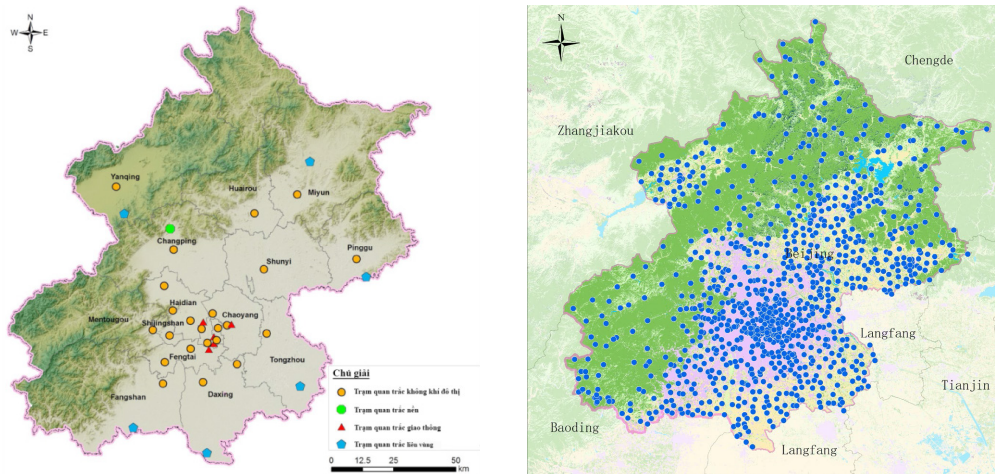 N
W E
S
Yanqing
Huairou
Miyun
Changping
Pinggu
Shunyi
Haidian
Mentougou
Shijingshan
Chaoyang
Fengtai
Tongzhou
Fangshan
Daxing
Chú giải
Trạm quan trắc không khí đô thị
Trạm quan trắc nền
Trạm quan trắc giao thông
Trạm quan trắc liên vùng
0 12.5 25 50
km
N
Chengde
Zhangjiakou
Beijing
Langfang
Tianjin
Baoding
Langfang